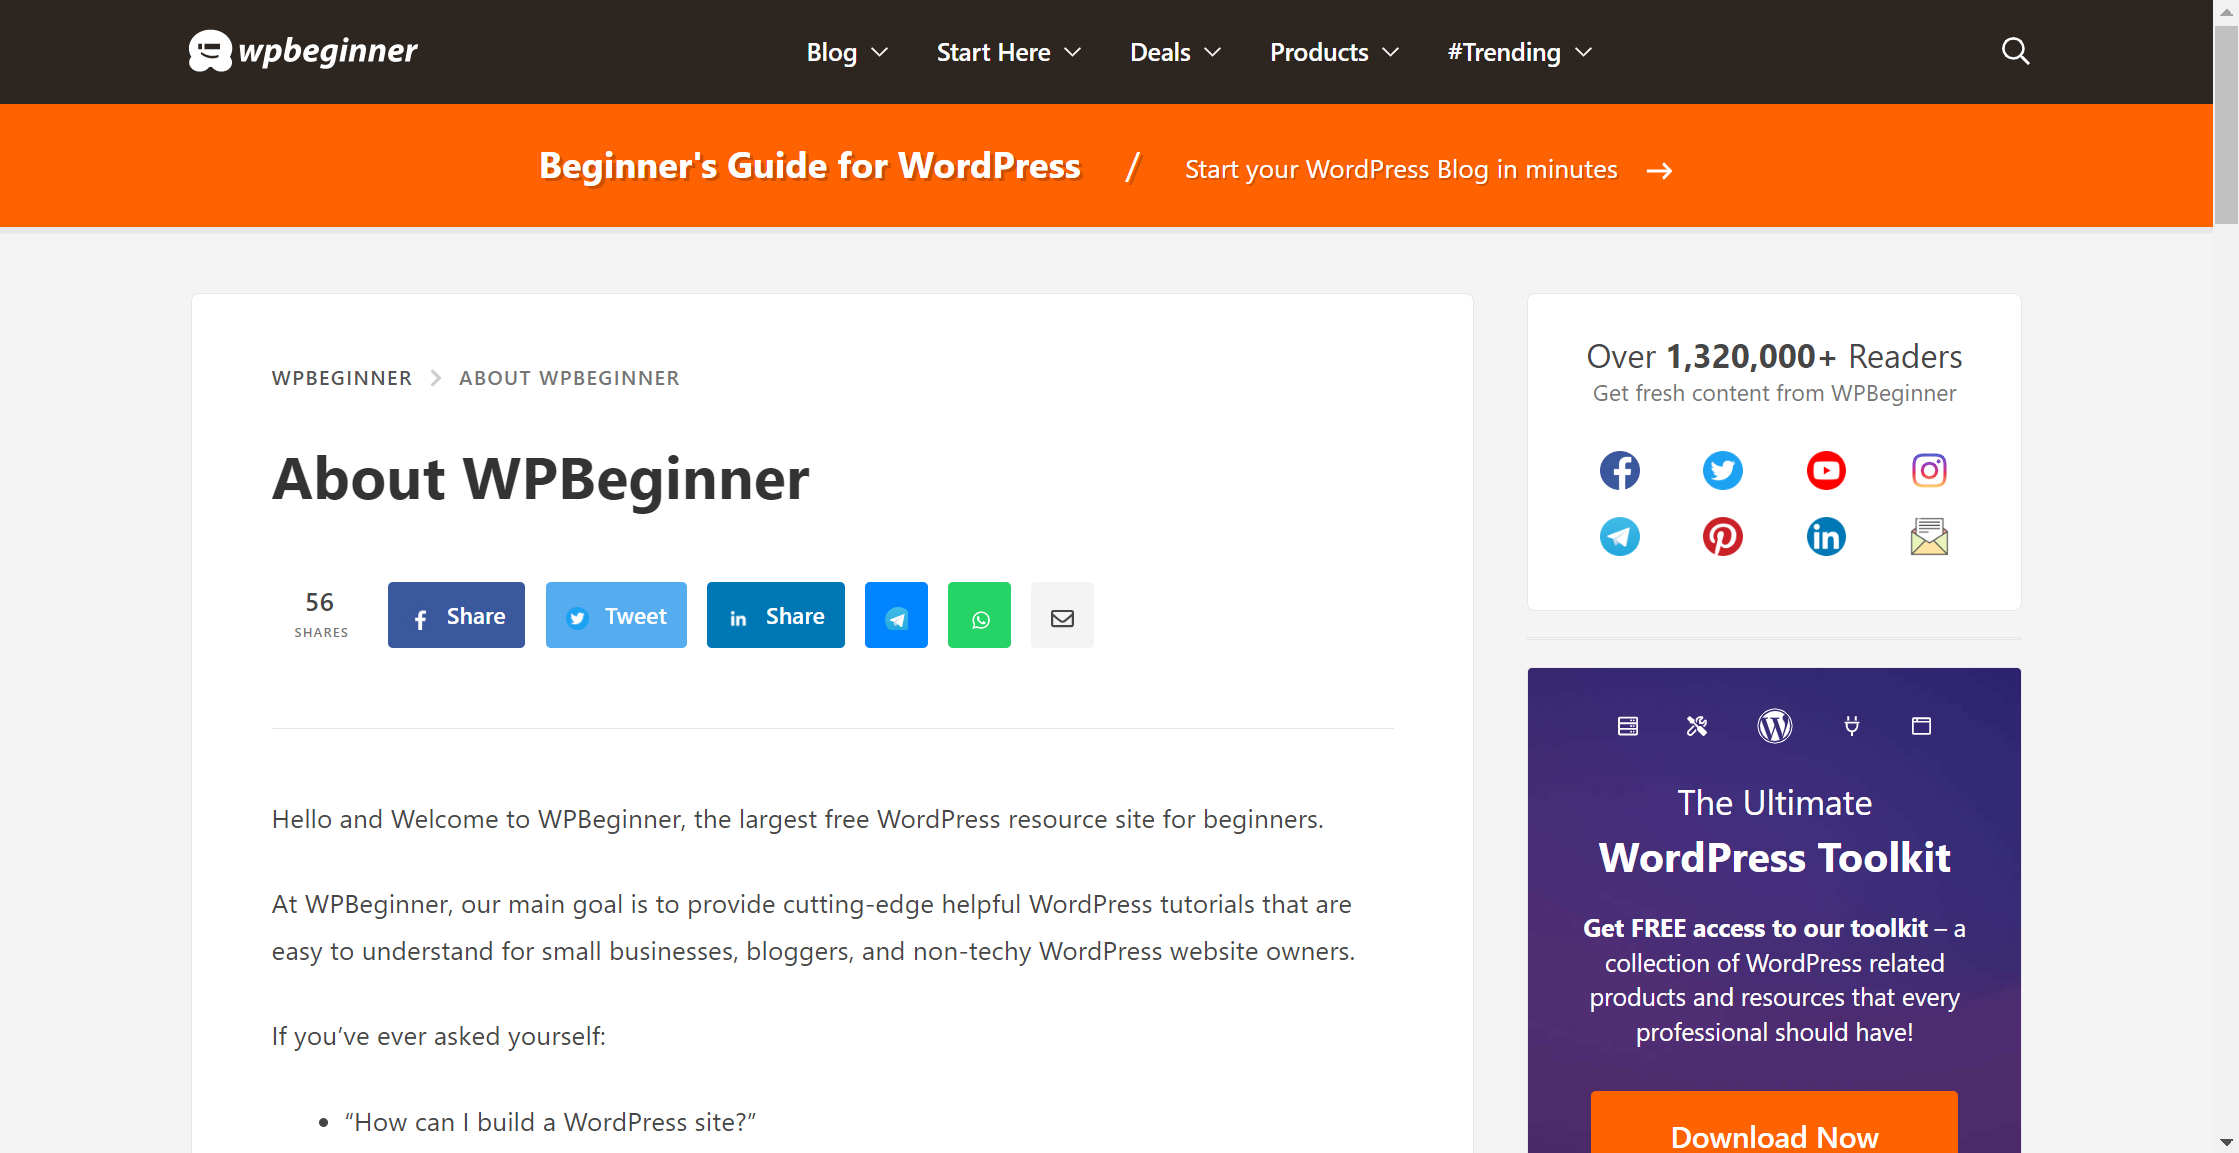 wpbeginner
Blog
Start Here
Deals
Products
#Trending
Beginner's Guide for WordPress / Start your WordPress Blog in minutes →
WPBEGINNER
ABOUT WPBEGINNER
About WPBeginner
56
SHARES
Share
Tweet
Share
Hello and Welcome to WPBeginner, the largest free WordPress resource site for beginners.
At WPBeginner, our main goal is to provide cutting-edge helpful WordPress tutorials that are
easy to understand for small businesses, bloggers, and non-techy WordPress website owners.
If you’ve ever asked yourself:
• “How can I build a WordPress site?”
Over 1,320,000+ Readers
Get fresh content from WPBeginner
The Ultimate
WordPress Toolkit
Get FREE access to our toolkit – a
collection of WordPress related
products and resources that every
professional should have!
Download Now